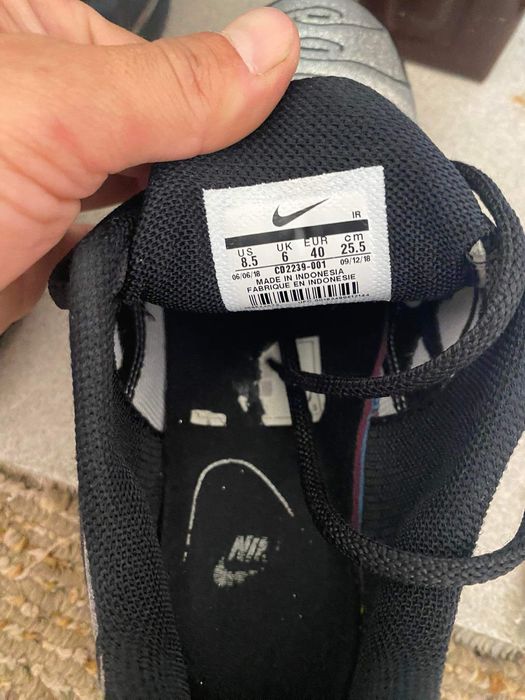 IR
US UK EUR cm
8.5 6 40 25.5
06/06/18 CD2239-001 09/12/18
MADE IN INDONESIA
FABRIQUE EN INDONESIE